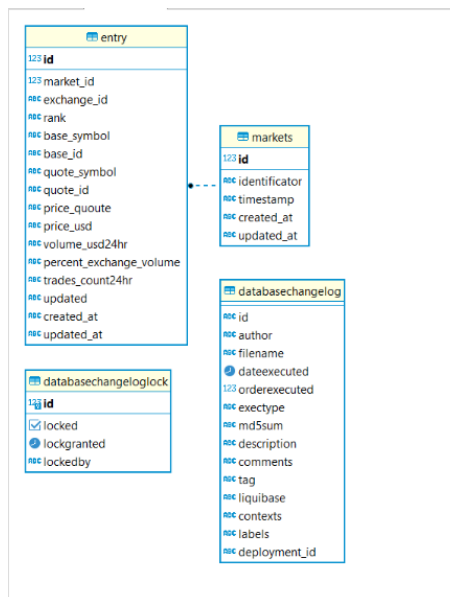 entry
123 id
123 market_id
ABC exchange_id
ABC rank
ABC base_symbol
ABC base_id
ABC quote_symbol
ABC quote_id
ABC price_quoute
ABC price_usd
ABC volume_usd24hr
ABC percent_exchange_volume
ABC trades_count24hr
ABC updated
ABC created_at
ABC updated_at
markets
123 id
ABC identificator
ABC timestamp
ABC created_at
ABC updated_at
databasechangelog
ABC id
ABC author
ABC filename
dateexecuted
123 orderexecuted
ABC exectype
ABC md5sum
ABC description
ABC comments
ABC tag
ABC liquibase
ABC contexts
ABC labels
ABC deployment_id
databasechangeloglock
123 id
locked
lockgranted
ABC lockedby